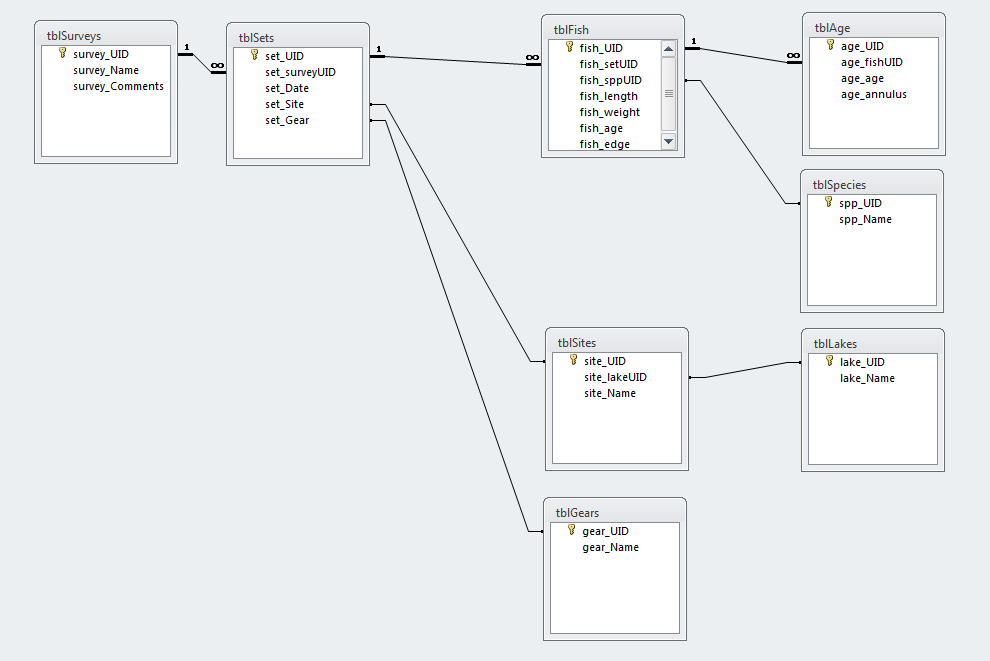 tblSurveys
survey_UID
survey_Name
survey_Comments
1
∞
tblSets
set_UID
set_surveyUID
set_Date
set_Site
set_Gear
1
∞
tblFish
fish_UID
fish_setUID
fish_sppUID
fish_length
fish_weight
fish_age
fish_edge
1
∞
tblAge
age_UID
age_fishUID
age_age
age_annulus
tblSpecies
spp_UID
spp_Name
tblSites
site_UID
site_lakeUID
site_Name
tblLakes
lake_UID
lake_Name
tblGears
gear_UID
gear_Name